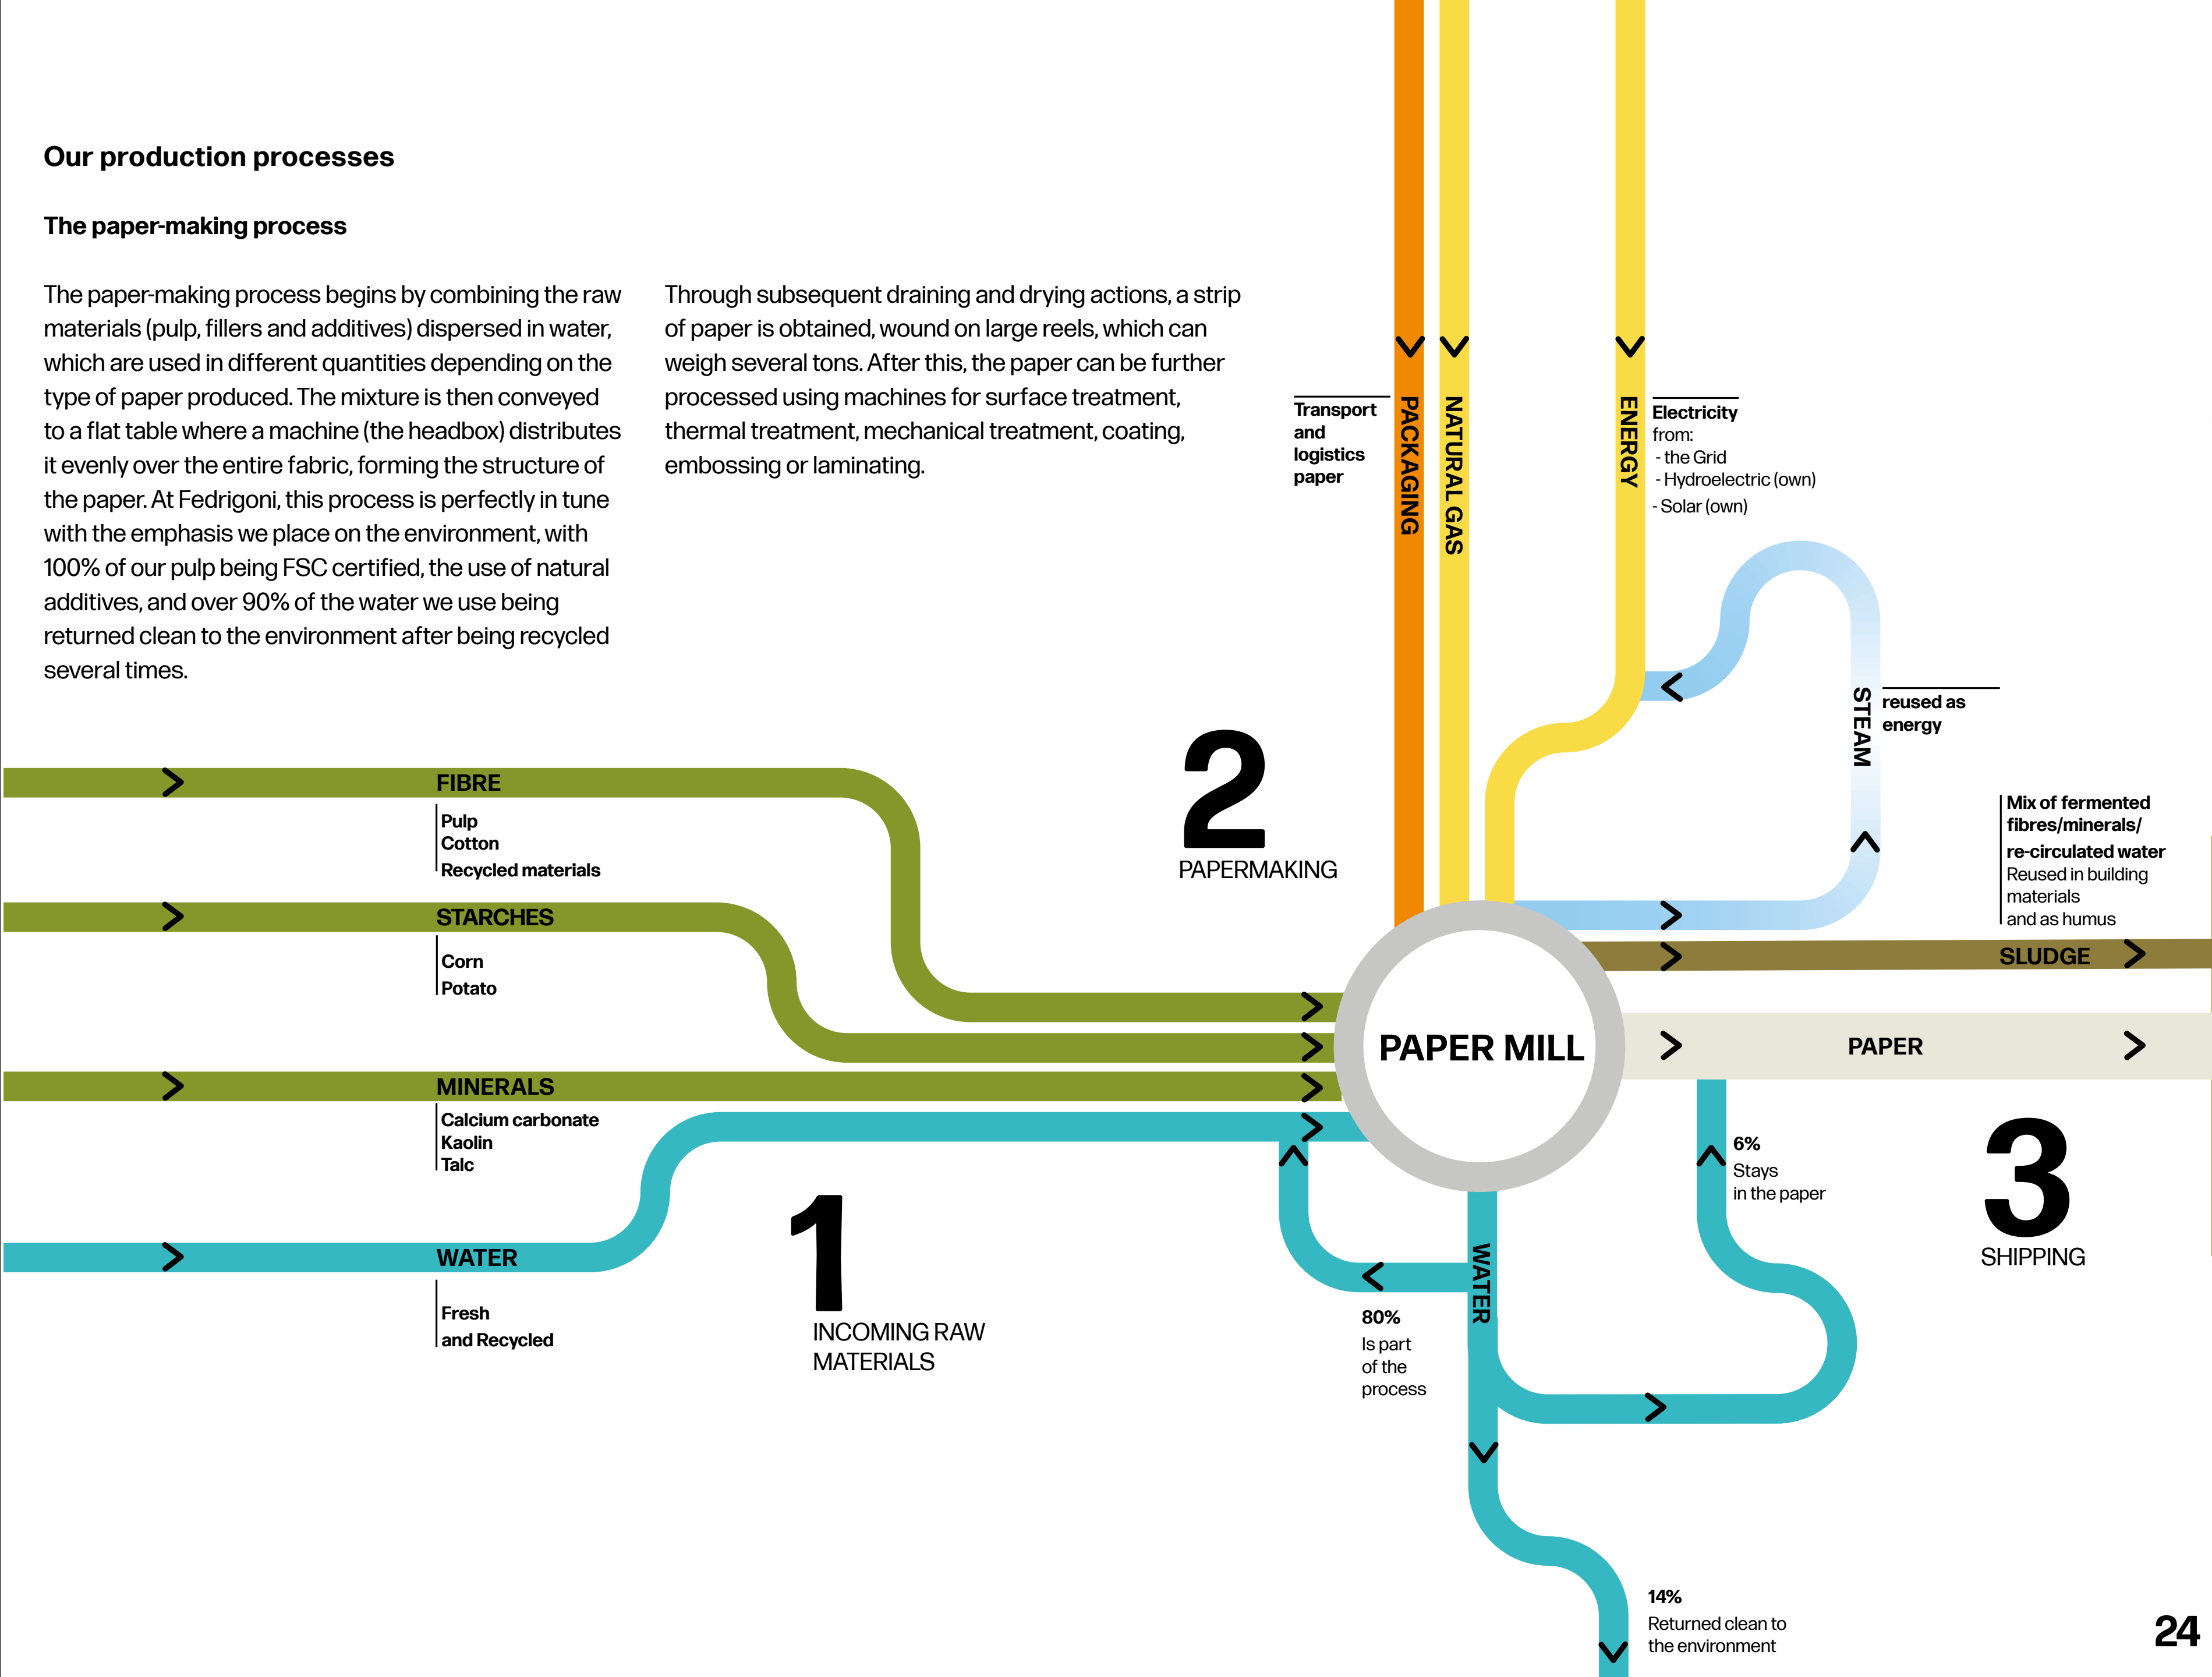 Our production processes
The paper-making process
The paper-making process begins by combining the raw
materials (pulp, fillers and additives) dispersed in water,
which are used in different quantities depending on the
type of paper produced. The mixture is then conveyed
to a flat table where a machine (the headbox) distributes
it evenly over the entire fabric, forming the structure of
the paper. At Fedrigoni, this process is perfectly in tune
with the emphasis we place on the environment, with
100% of our pulp being FSC certified, the use of natural
additives, and over 90% of the water we use being
returned clean to the environment after being recycled
several times.
Through subsequent draining and drying actions, a strip
of paper is obtained, wound on large reels, which can
weigh several tons. After this, the paper can be further
processed using machines for surface treatment,
thermal treatment, mechanical treatment, coating,
embossing or laminating.
Transport
and
logistics
paper
PACKAGING
NATURAL GAS
ENERGY
Electricity
from:
- the Grid
- Hydroelectric (own)
- Solar (own)
STEAM
reused as
energy
2
PAPERMAKING
FIBRE
Pulp
Cotton
Recycled materials
STARCHES
Corn
Potato
MINERALS
Calcium carbonate
Kaolin
Talc
WATER
Fresh
and Recycled
1
INCOMING RAW
MATERIALS
PAPER MILL
Mix of fermented
fibres/minerals/
re-circulated water
Reused in building
materials
and as humus
SLUDGE
PAPER
6%
Stays
in the paper
3
SHIPPING
WATER
80%
Is part
of the
process
14%
Returned clean to
the environment
24